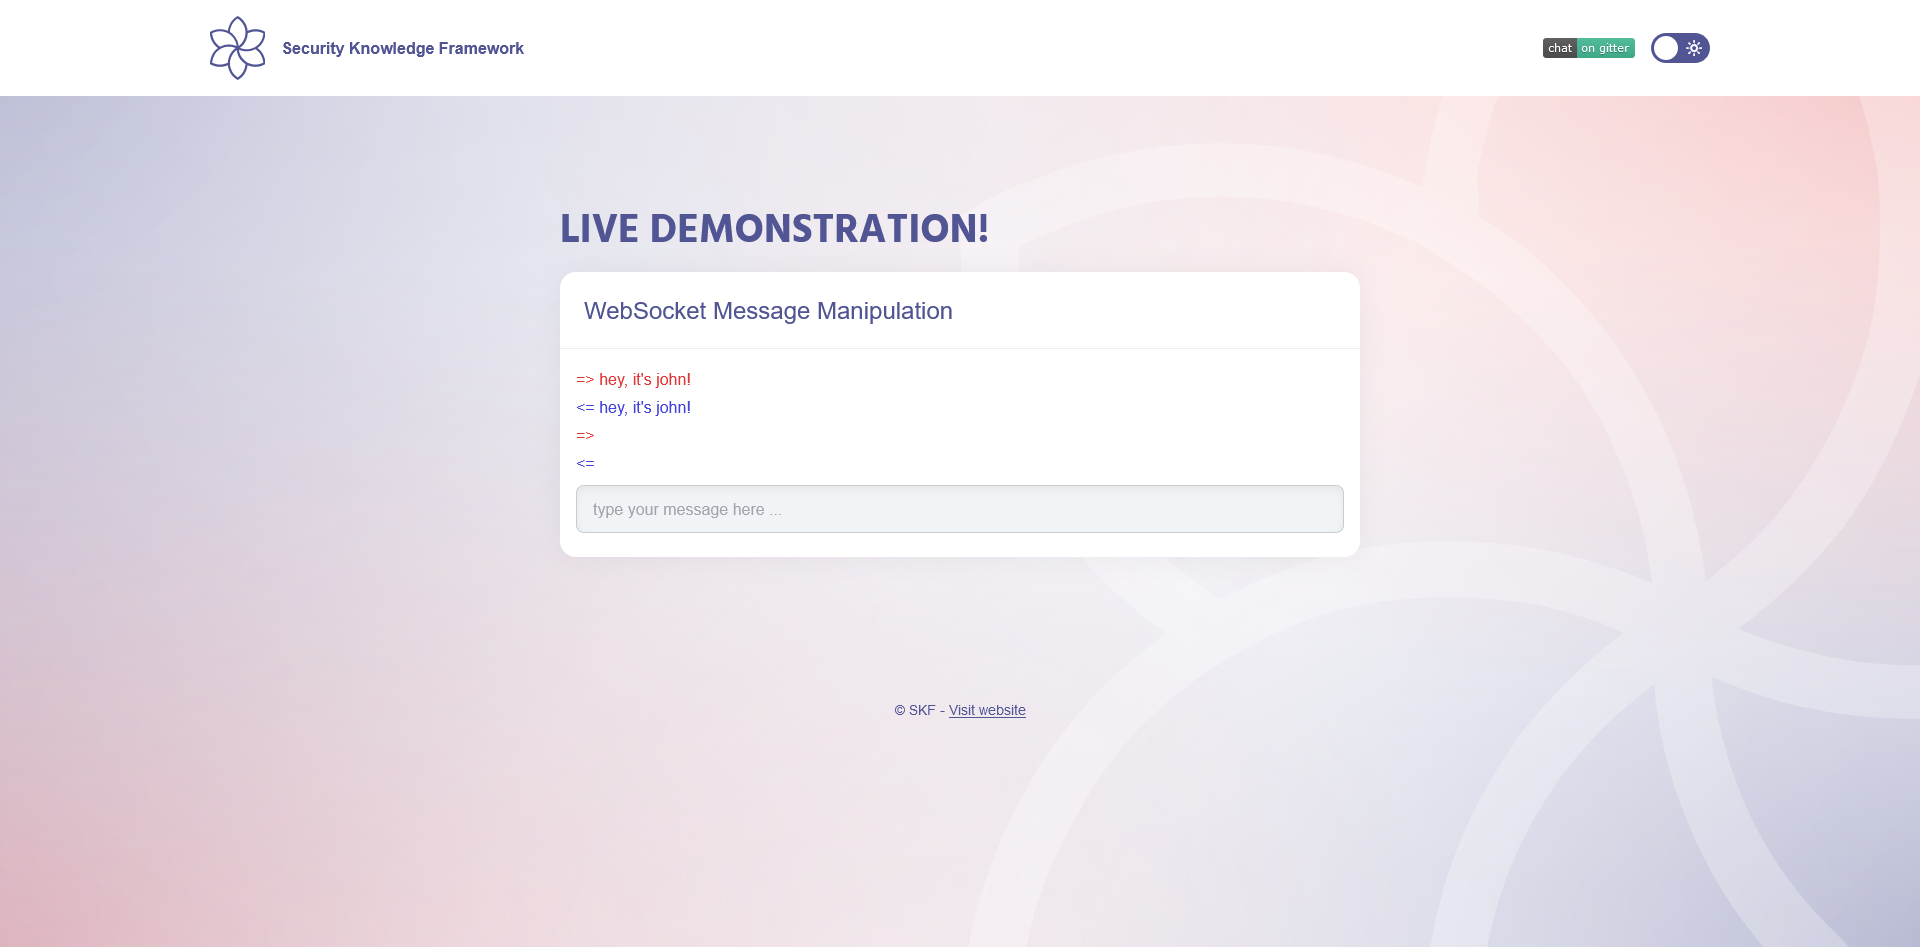 Security Knowledge Framework
chat on gitter
LIVE DEMONSTRATION!
WebSocket Message Manipulation
=> hey, it's john!
<= hey, it's john!
=>
<=
type your message here ...
© SKF - Visit website